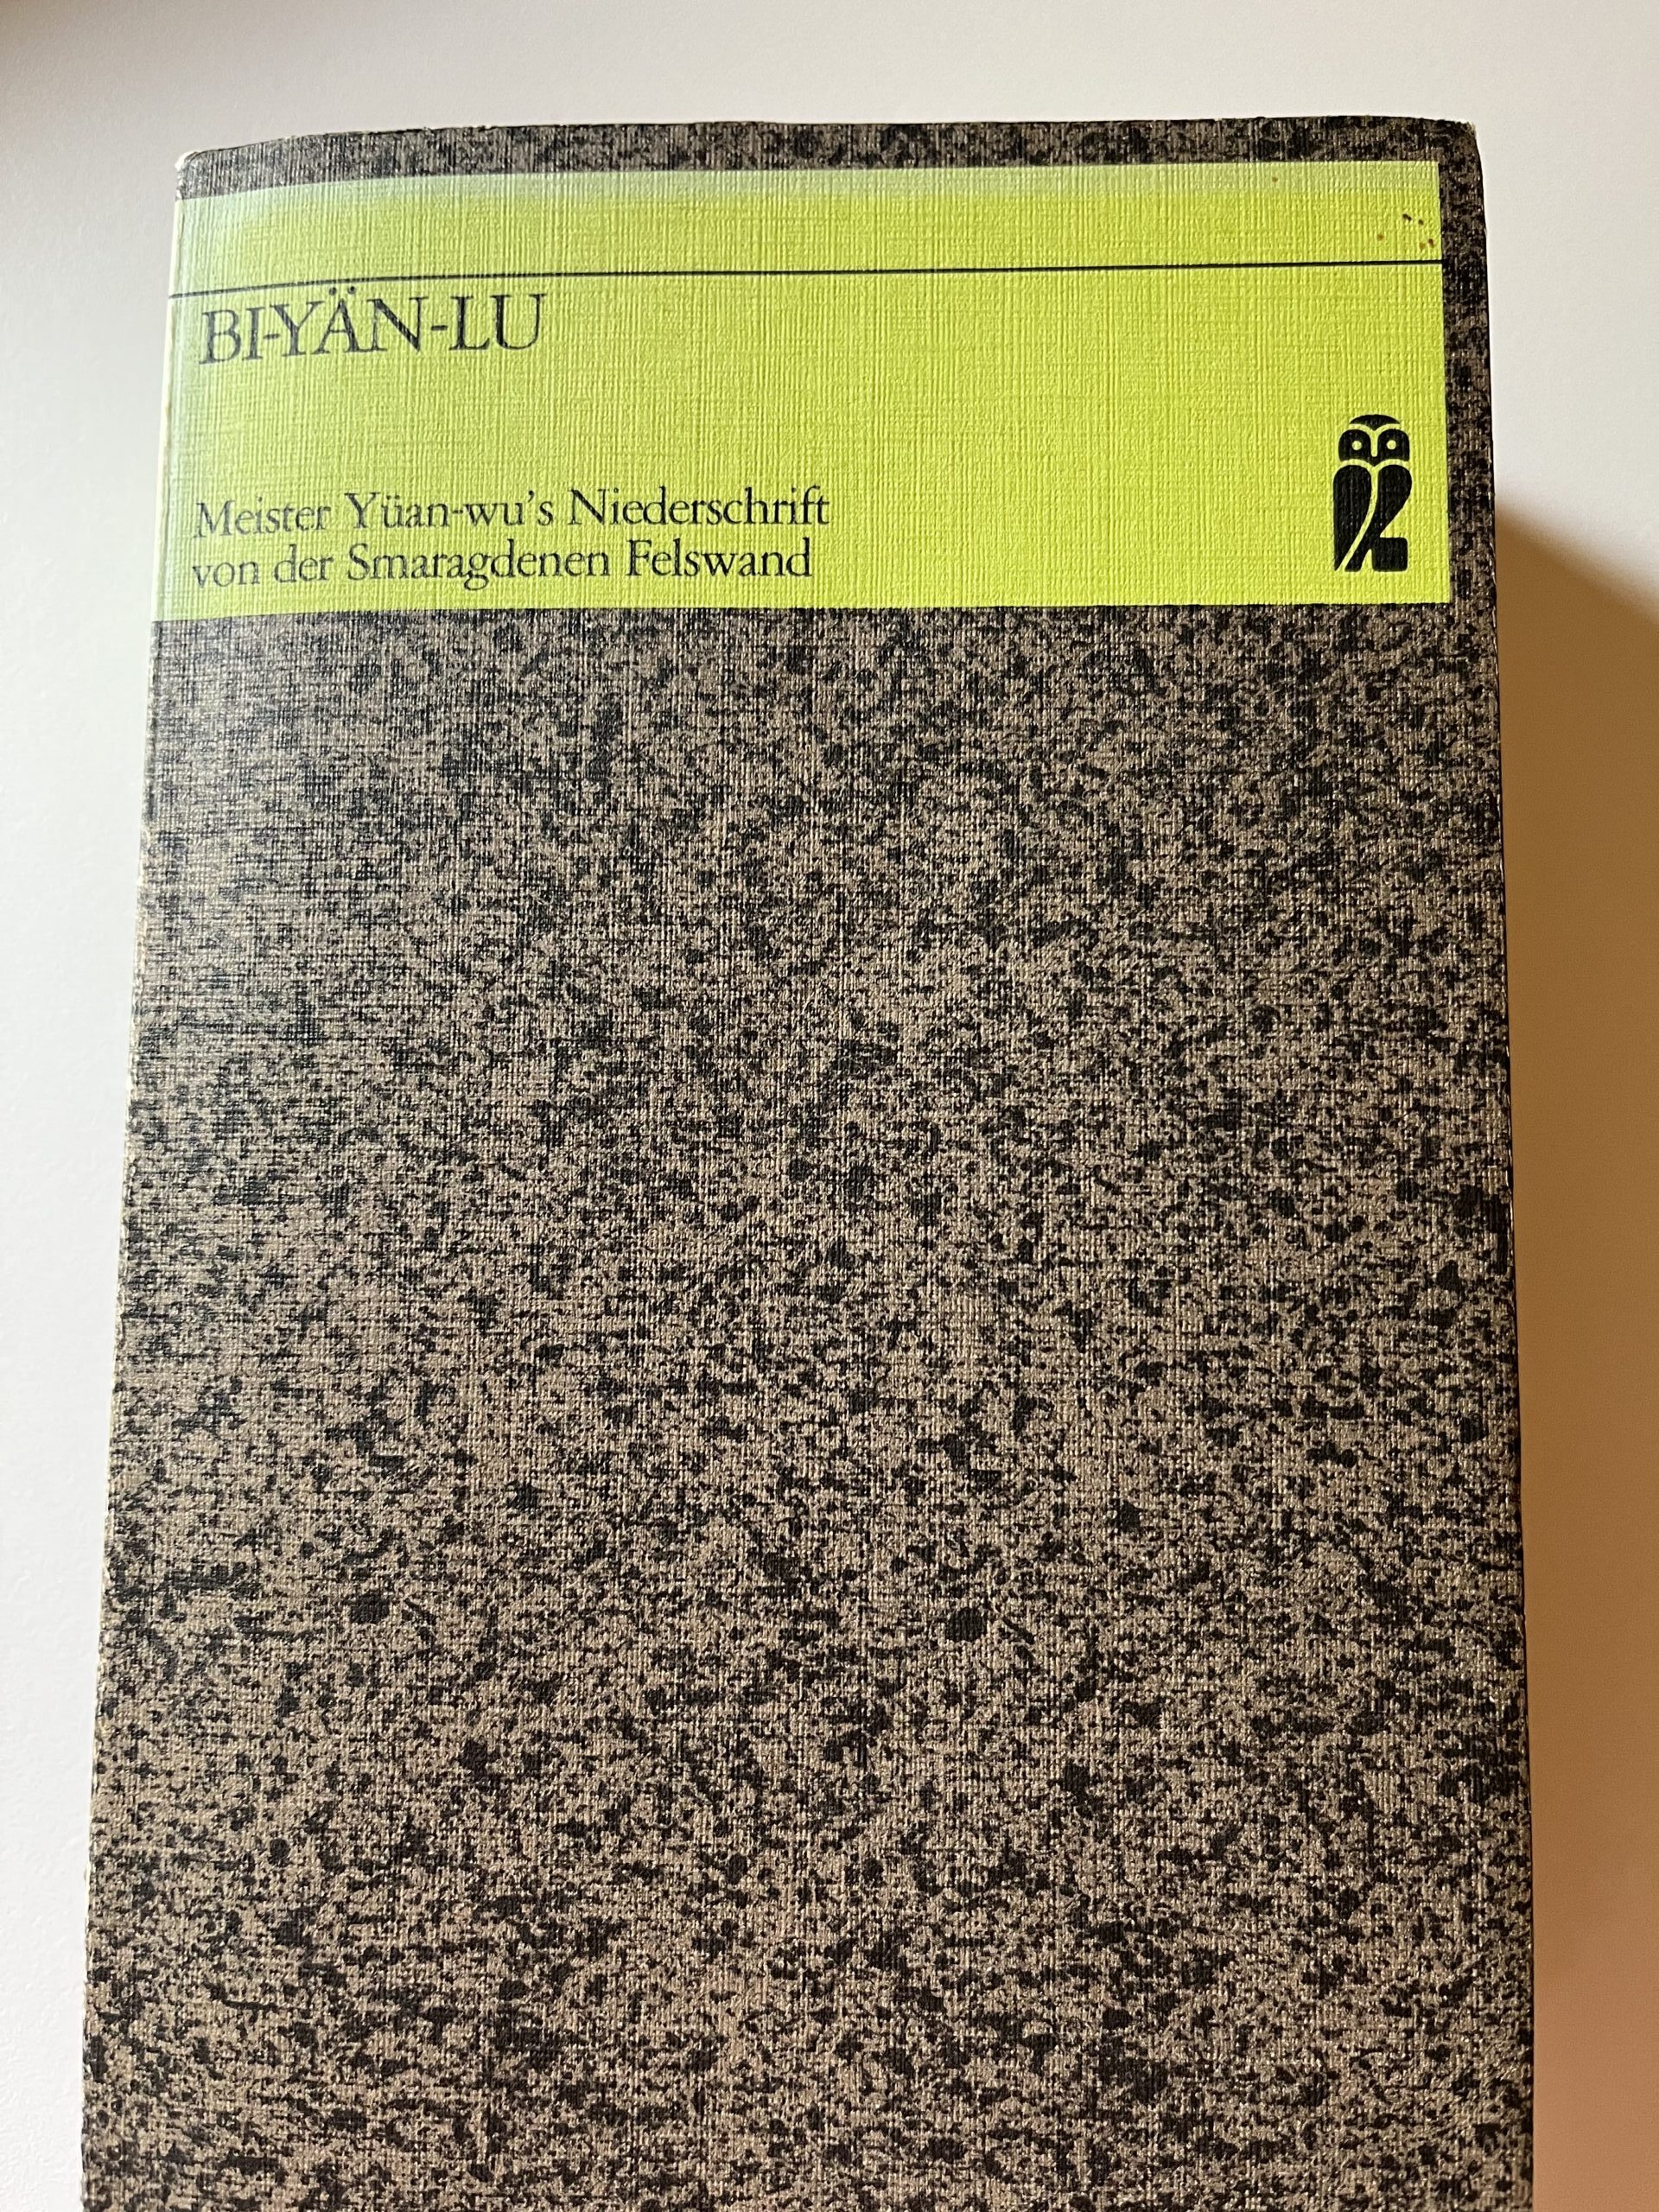 BI-YÄN-LU
Meister Yüan-wu's Niederschrift
von der Smaragdenen Felswand